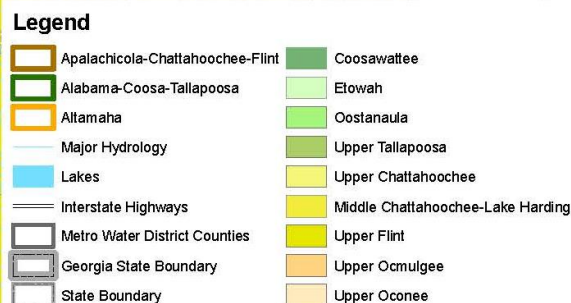 Legend
Apalachicola-Chattahoochee-Flint
Alabama-Coosa-Tallapoosa
Altamaha
Major Hydrology
Lakes
Interstate Highways
Metro Water District Counties
Georgia State Boundary
State Boundary
Coosawattee
Etowah
Oostanaula
Upper Tallapoosa
Upper Chattahoochee
Middle Chattahoochee-Lake Harding
Upper Flint
Upper Ocmulgee
Upper Oconee